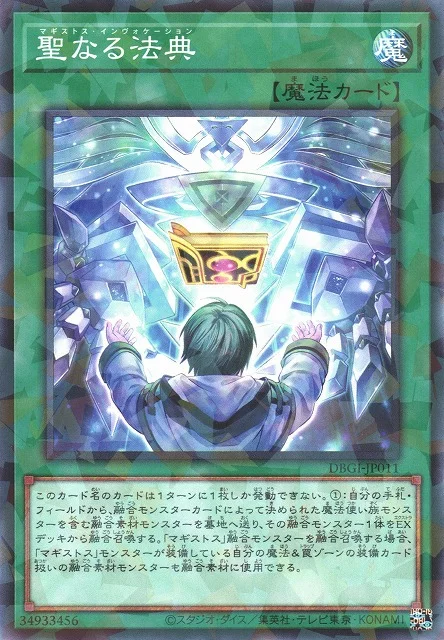 マギストス・インヴォケーション
聖なる法典
魔
まほう
【魔法カード】
DBGI-JP011
このカード名のカードは1ターンに1枚しか発動できない。①:自分の手札・
フィールドから、融合モンスターカードによって決められた魔法使い族モンス
ターを含む融合素材モンスターを墓地へ送り、その融合モンスター1体をEX
デッキから融合召喚する。「マギストス」融合モンスターを融合召喚する場合、
「マギストス」モンスターが装備している自分の魔法&罠ゾーンの装備カード
扱いの融合素材モンスターも融合素材に使用できる。
34933456
©スタジオ・ダイス/集英社・テレビ東京・KONAMI